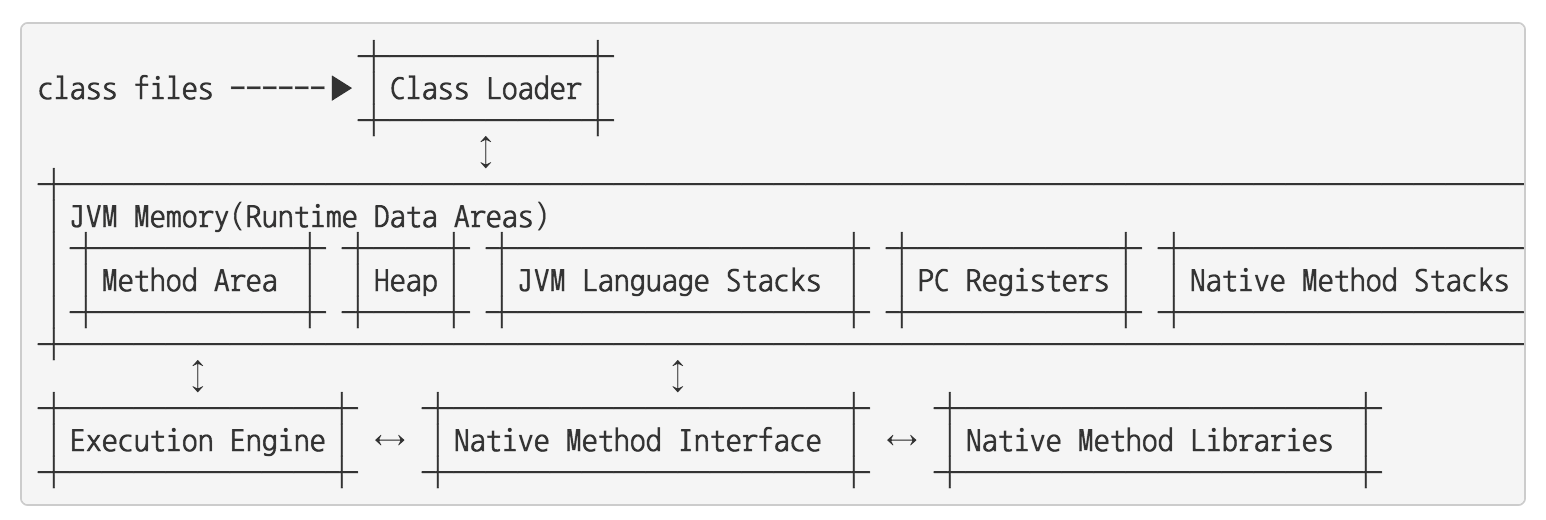 class files ------▶ Class Loader
↕
JVM Memory(Runtime Data Areas)
Method Area Heap JVM Language Stacks PC Registers Native Method Stacks
↕ ↕
Execution Engine ↔ Native Method Interface ↔ Native Method Libraries